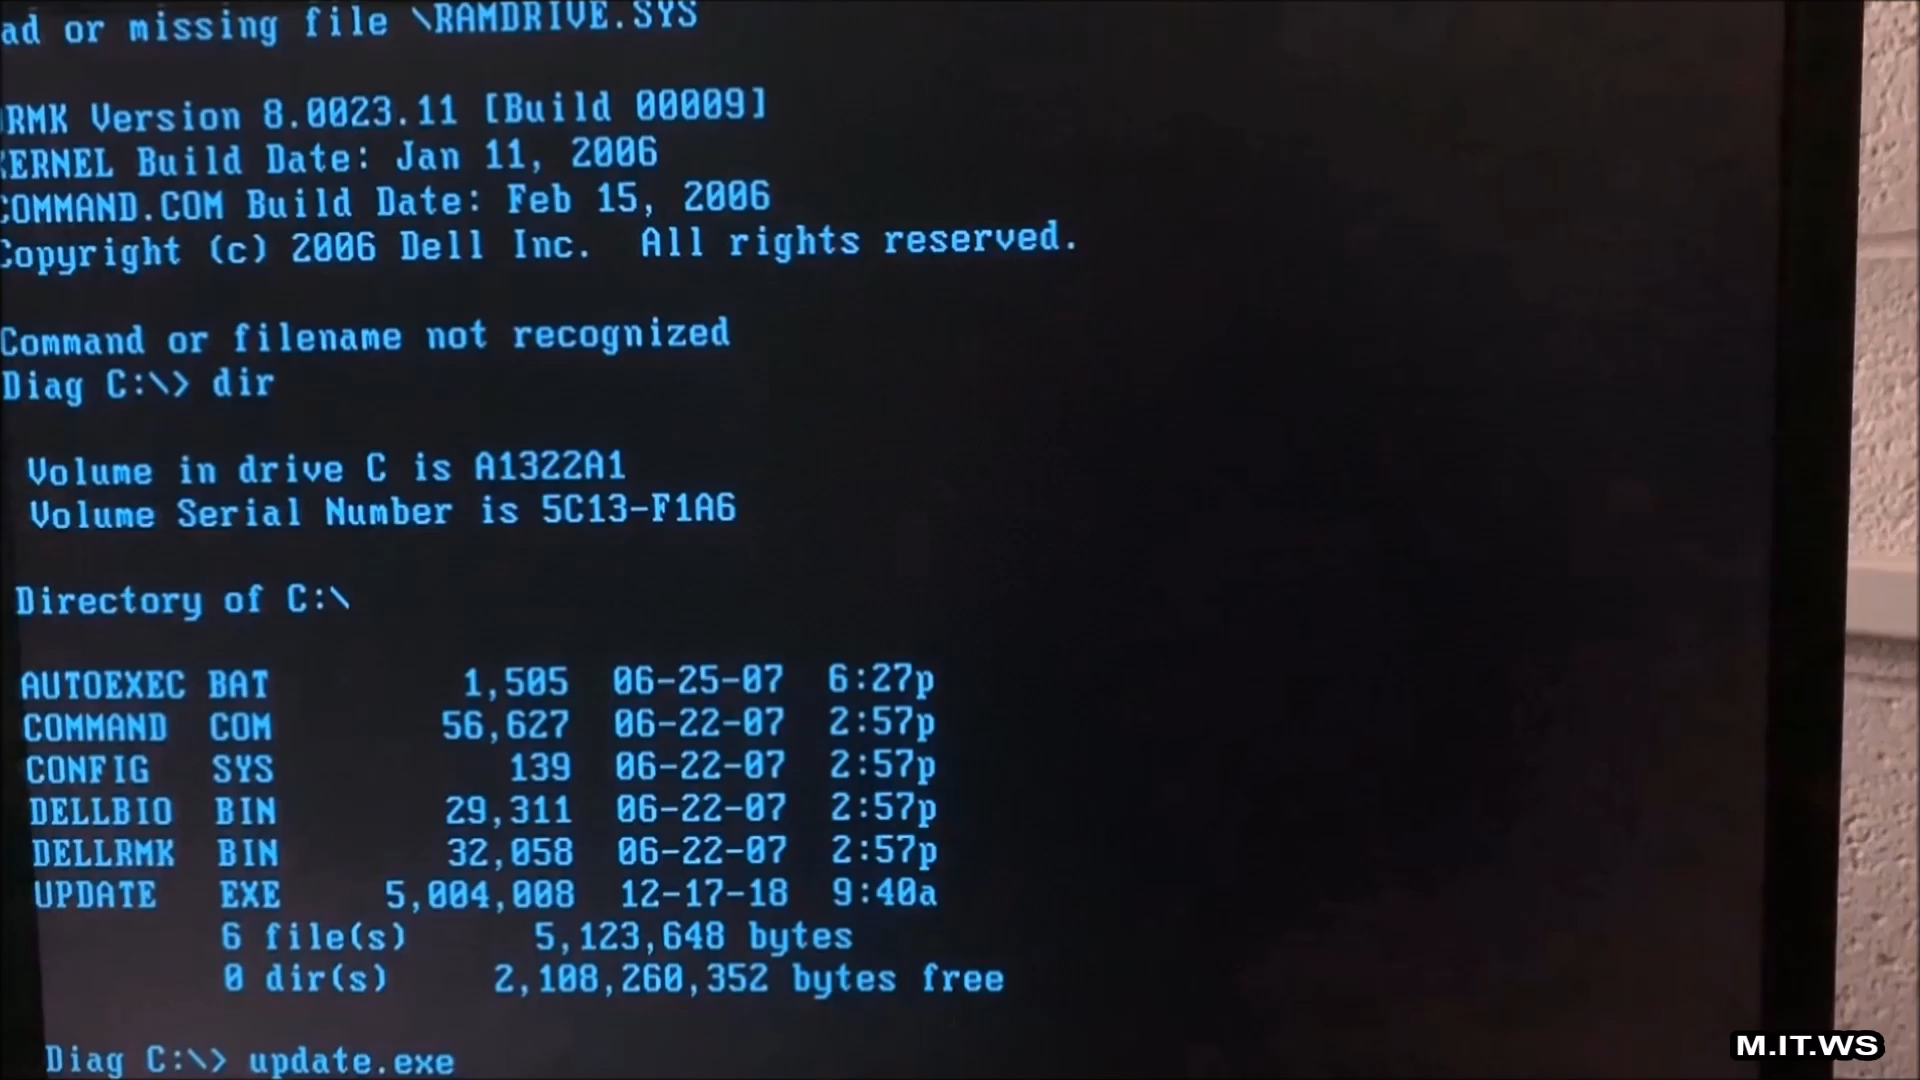 ad or missing file \RAMDRIVE.SYS
RMK Version 8.0023.11 [Build 00009]
KERNEL Build Date: Jan 11, 2006
COMMAND.COM Build Date: Feb 15, 2006
Copyright (c) 2006 Dell Inc.  All rights reserved.
Command or filename not recognized
Diag C:\> dir
Volume in drive C is A1322A1
Volume Serial Number is 5C13-F1A6
Directory of C:\
AUTOEXEC BAT 1,505 06-25-07 6:27p
COMMAND COM 56,627 06-22-07 2:57p
CONFIG SYS 139 06-22-07 2:57p
DELLBIO BIN 29,311 06-22-07 2:57p
DELLRMK BIN 32,058 06-22-07 2:57p
UPDATE EXE 5,004,008 12-17-18 9:40a
6 file(s) 5,123,648 bytes
0 dir(s) 2,108,260,352 bytes free
Diag C:\> update.exe
M.IT.WS